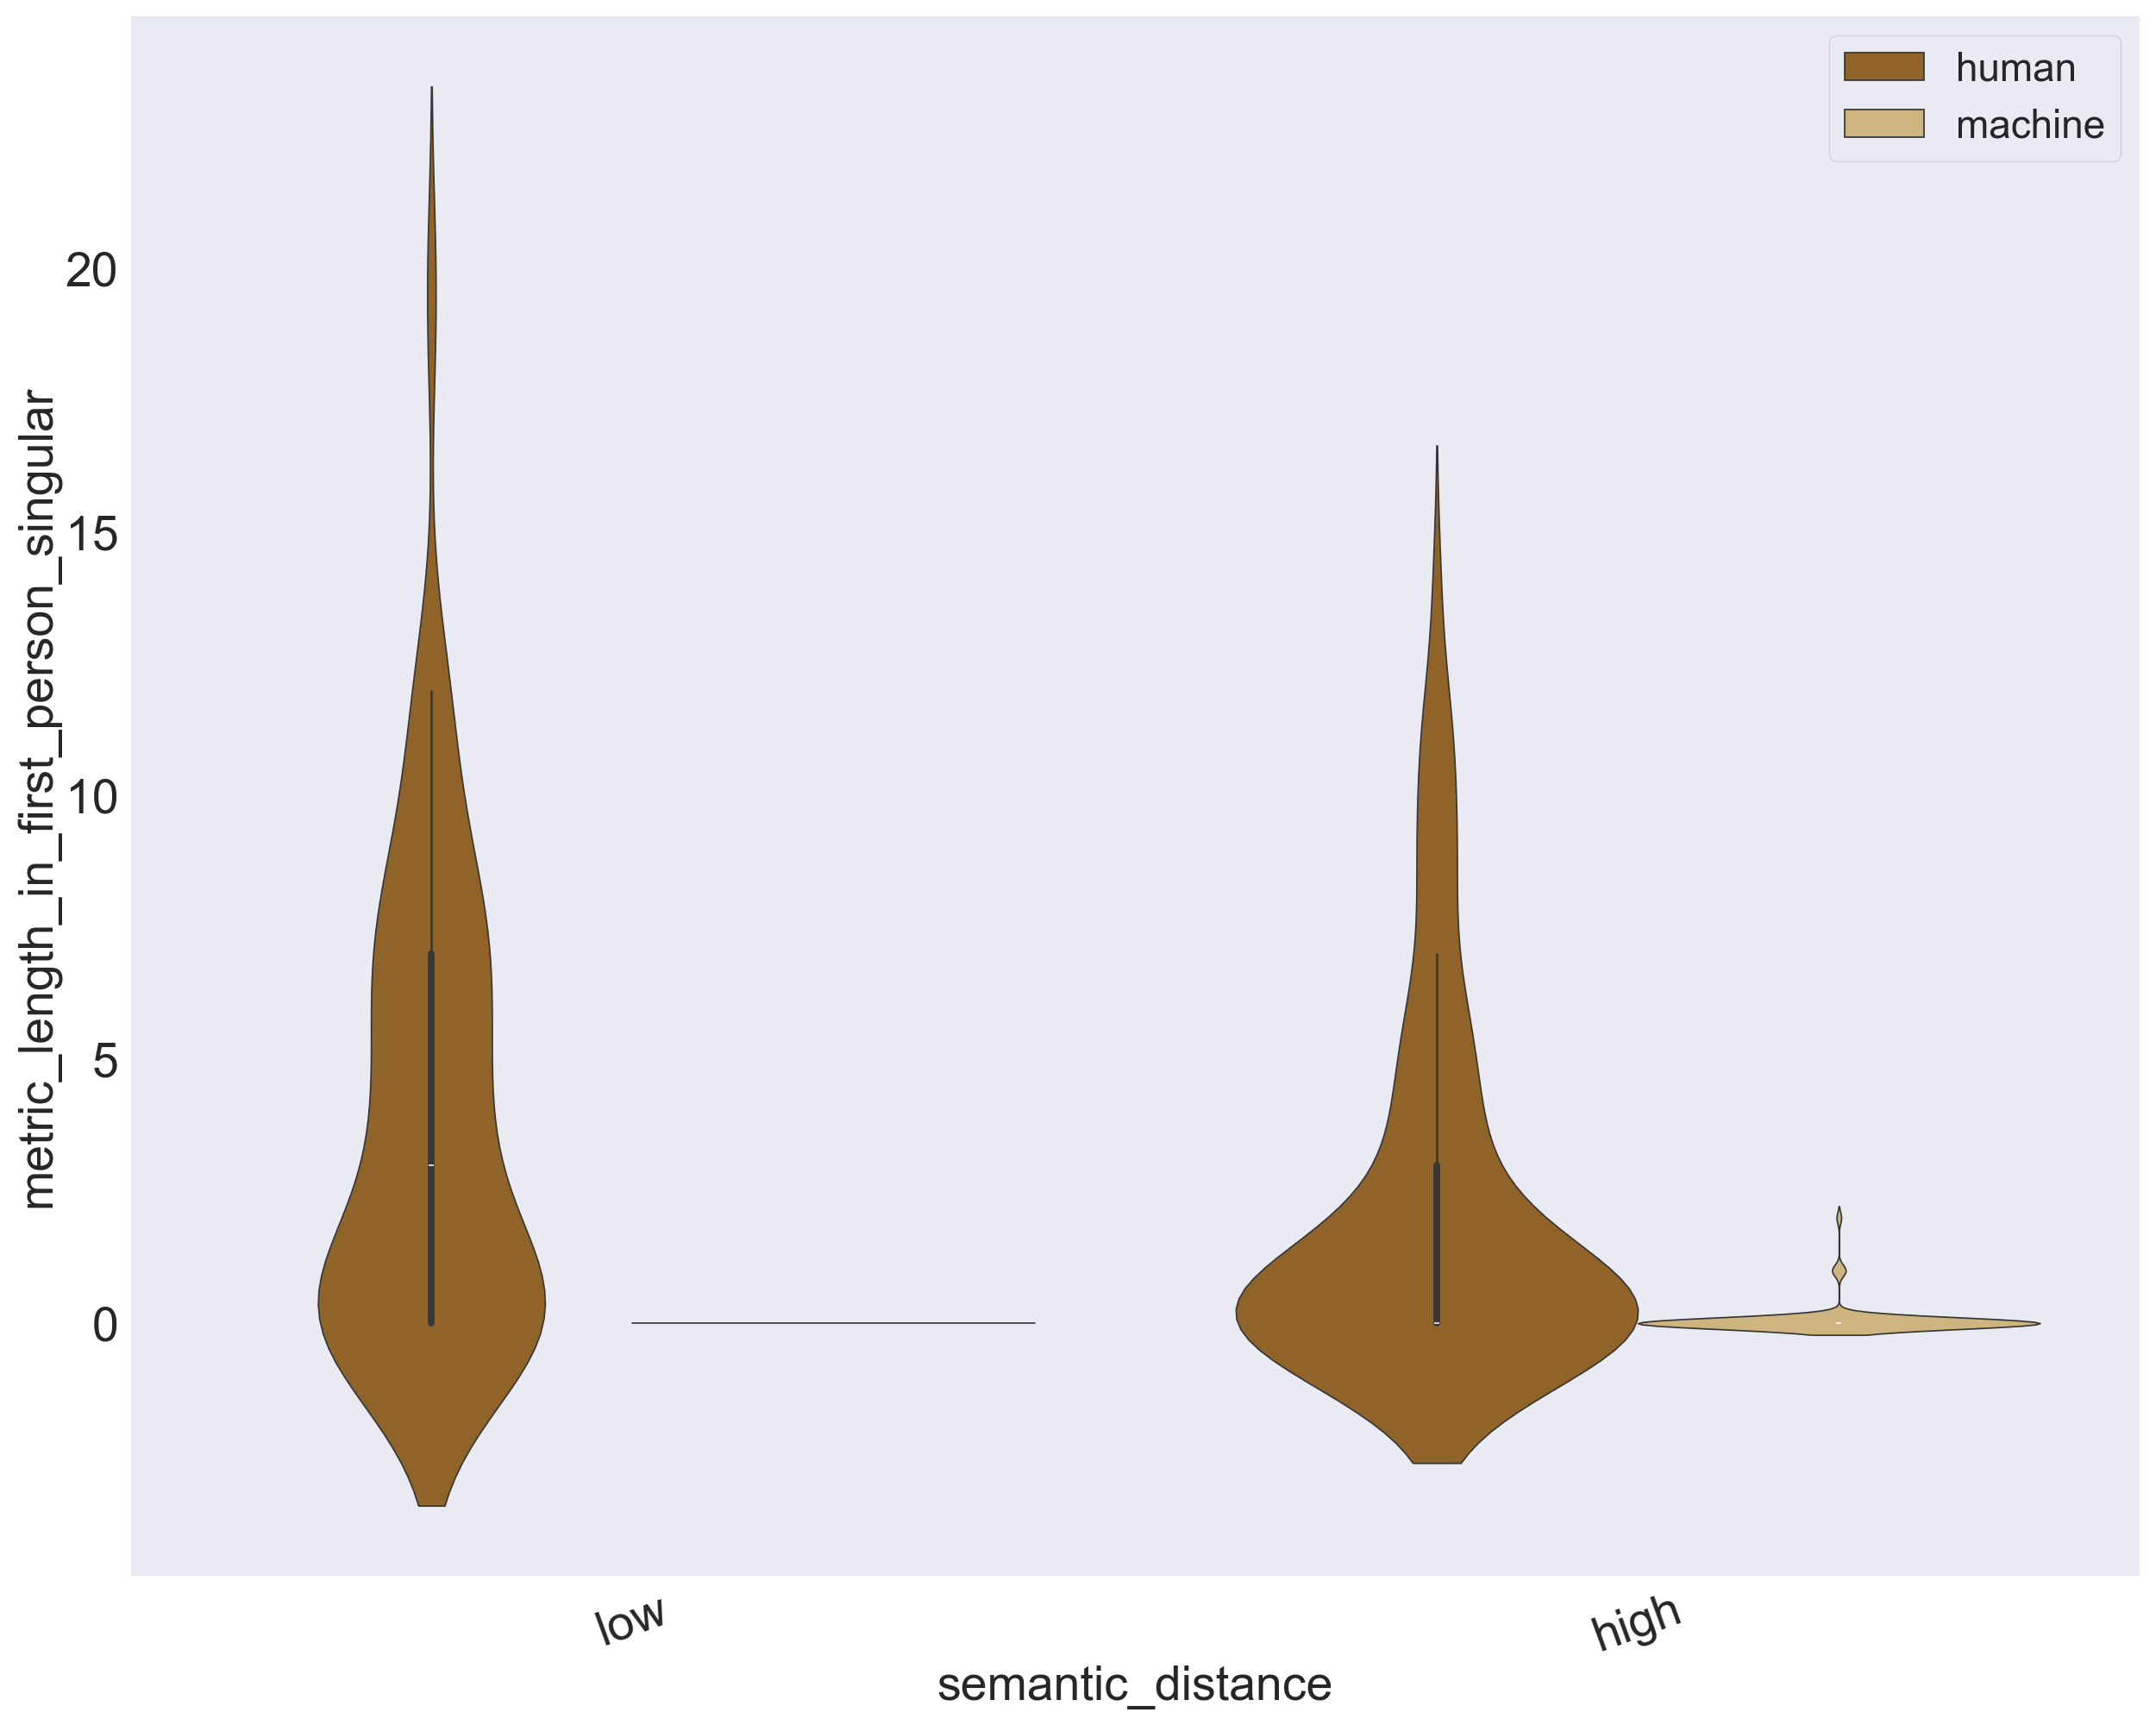 human
machine
metric_length_in_first_person_singular
20
15
10
5
0
low
high
semantic_distance